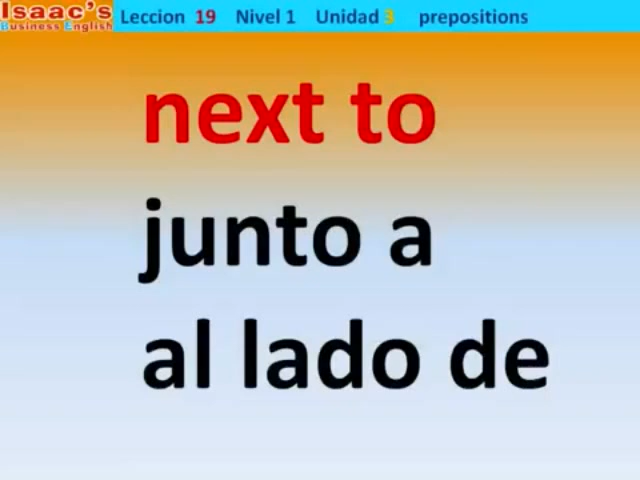 Isaac's
Business English
Leccion 19 Nivel 1 Unidad 3 prepositions
next to
junto a
al lado de